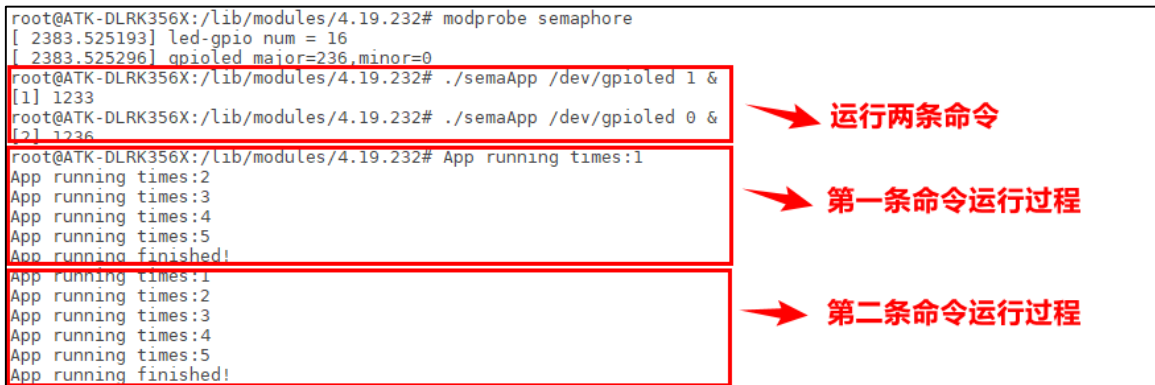 root@ATK-DLRK356X:/lib/modules/4.19.232# modprobe semaphore
[ 2383.525193] led-gpio num = 16
[ 2383.525296] gpioled major=236,minor=0
root@ATK-DLRK356X:/lib/modules/4.19.232# ./semaApp /dev/gpioled 1 &
[1] 1233
root@ATK-DLRK356X:/lib/modules/4.19.232# ./semaApp /dev/gpioled 0 &
[2] 1236
运行两条命令
root@ATK-DLRK356X:/lib/modules/4.19.232# App running times:1
App running times:2
App running times:3
App running times:4
App running times:5
App running finished!
第一条命令运行过程
App running times:1
App running times:2
App running times:3
App running times:4
App running times:5
App running finished!
第二条命令运行过程